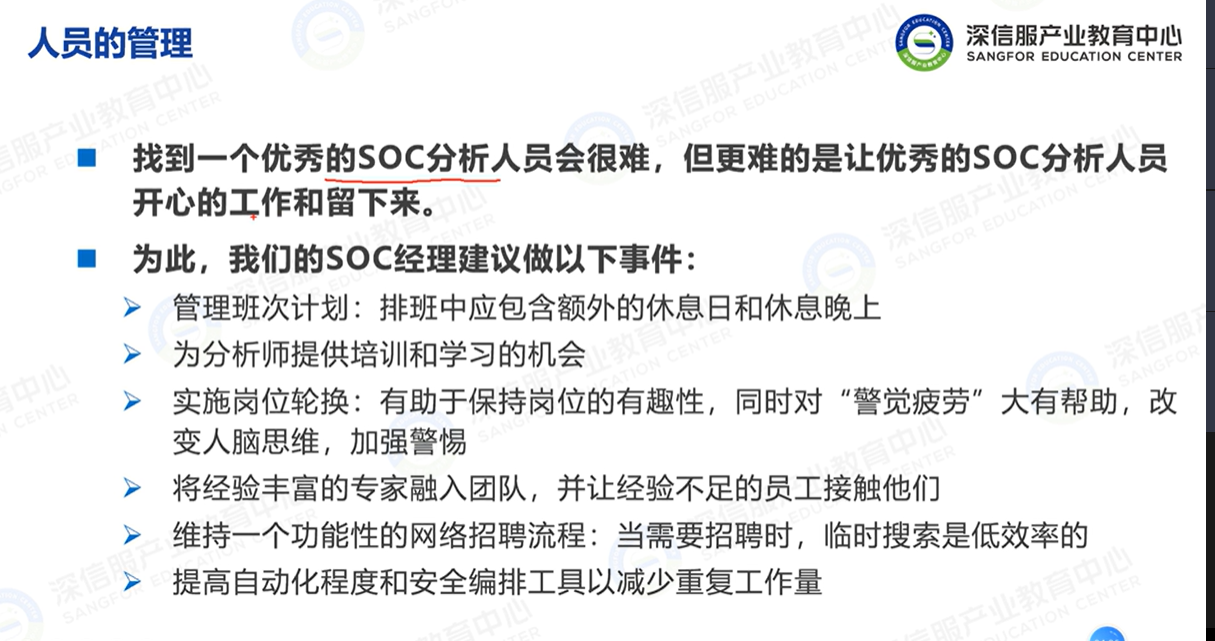 人员的管理
深信服产业教育中心
SANGFOR EDUCATION CENTER
找到一个优秀的SOC分析人员会很难，但更难的是让优秀的SOC分析人员
开心的工作和留下来。
为此，我们的SOC经理建议做以下事件：
管理班次计划：排班中应包含额外的休息日和休息晚上
为分析师提供培训和学习的机会
实施岗位轮换：有助于保持岗位的有趣性，同时对“警觉疲劳”大有帮助，改
变人脑思维，加强警惕
将经验丰富的专家融入团队，并让经验不足的员工接触他们
维持一个功能性的网络招聘流程：当需要招聘时，临时搜索是低效率的
提高自动化程度和安全编排工具以减少重复工作量